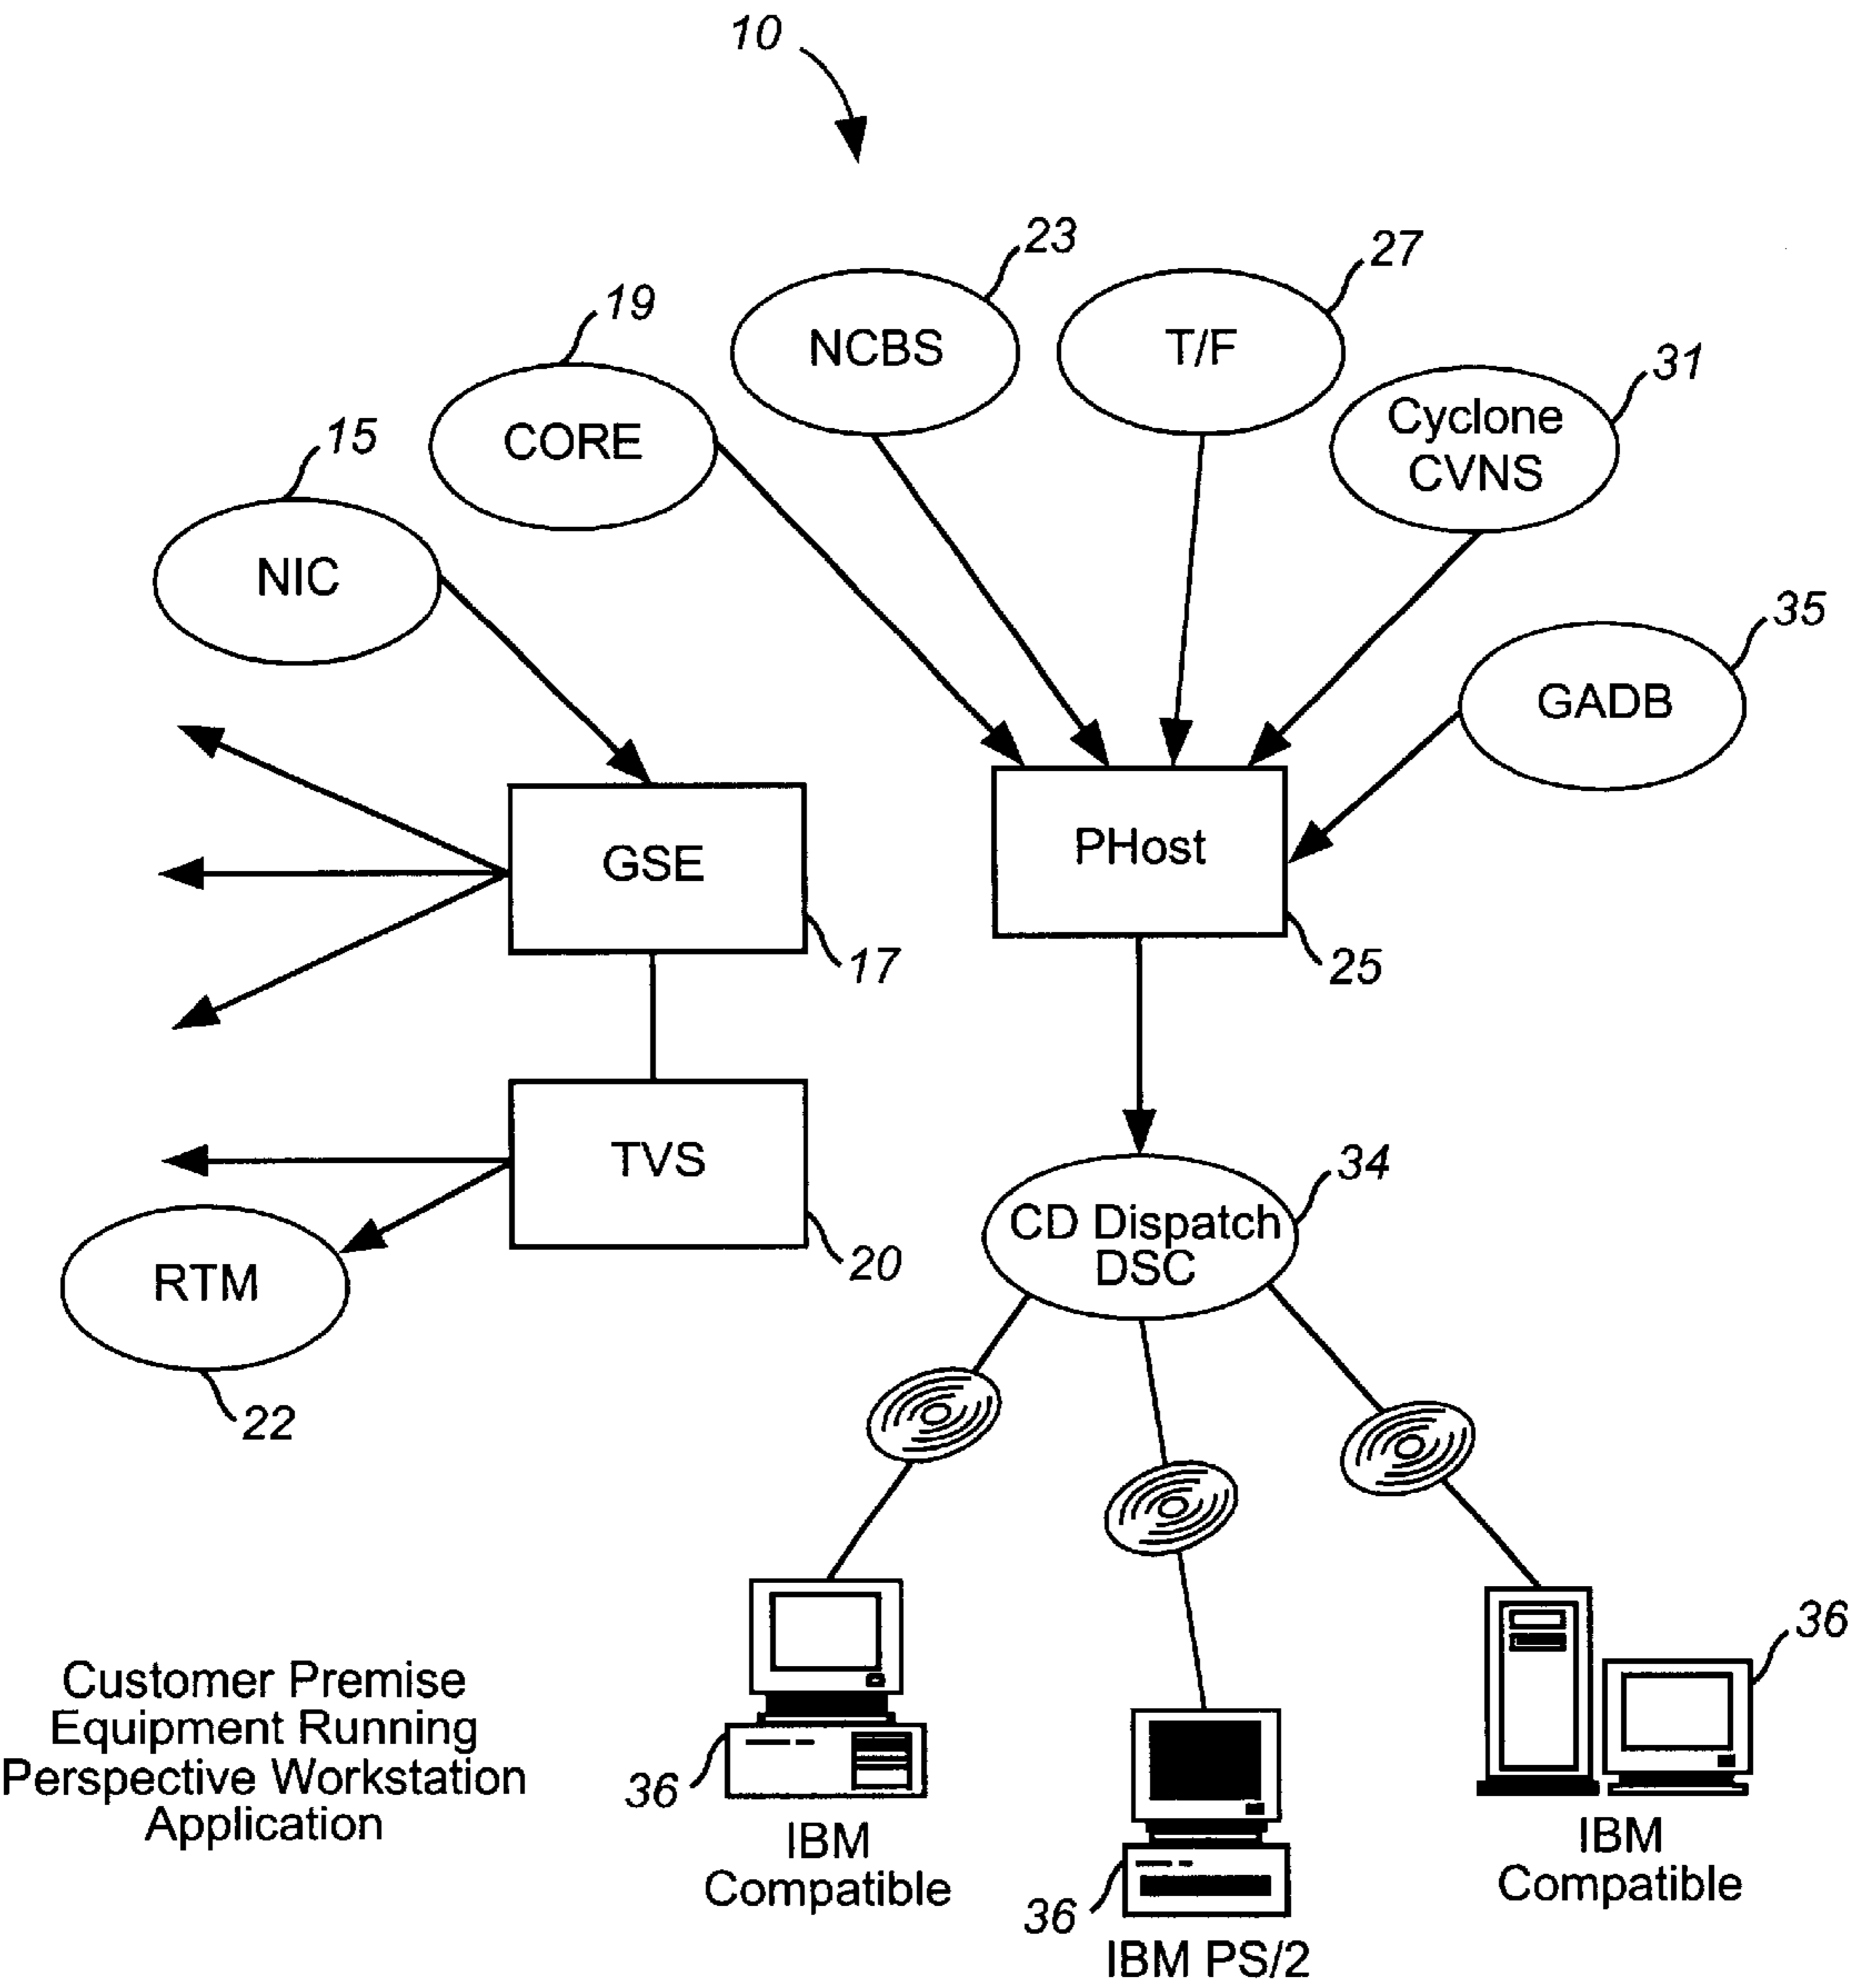 10
23
27
19
NCBS
T/F
31
Cyclone
CVNS
15
CORE
NIC
35
GADB
GSE
PHost
17
25
TVS
34
CD Dispatch
DSC
20
RTM
22
36
Customer Premise
Equipment Running
Perspective Workstation
Application
36
IBM
Compatible
36
IBM PS/2
IBM
Compatible